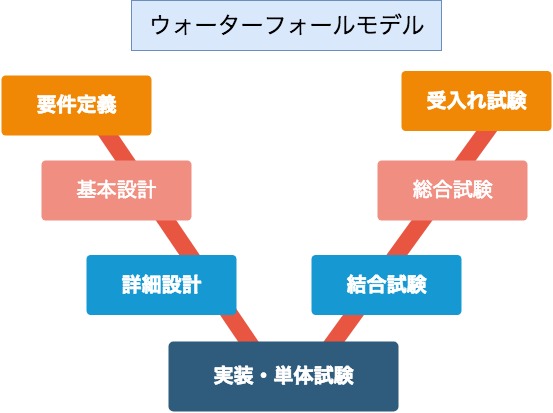 ウォーターフォールモデル
要件定義
受入れ試験
基本設計
総合試験
詳細設計
結合試験
実装・単体試験